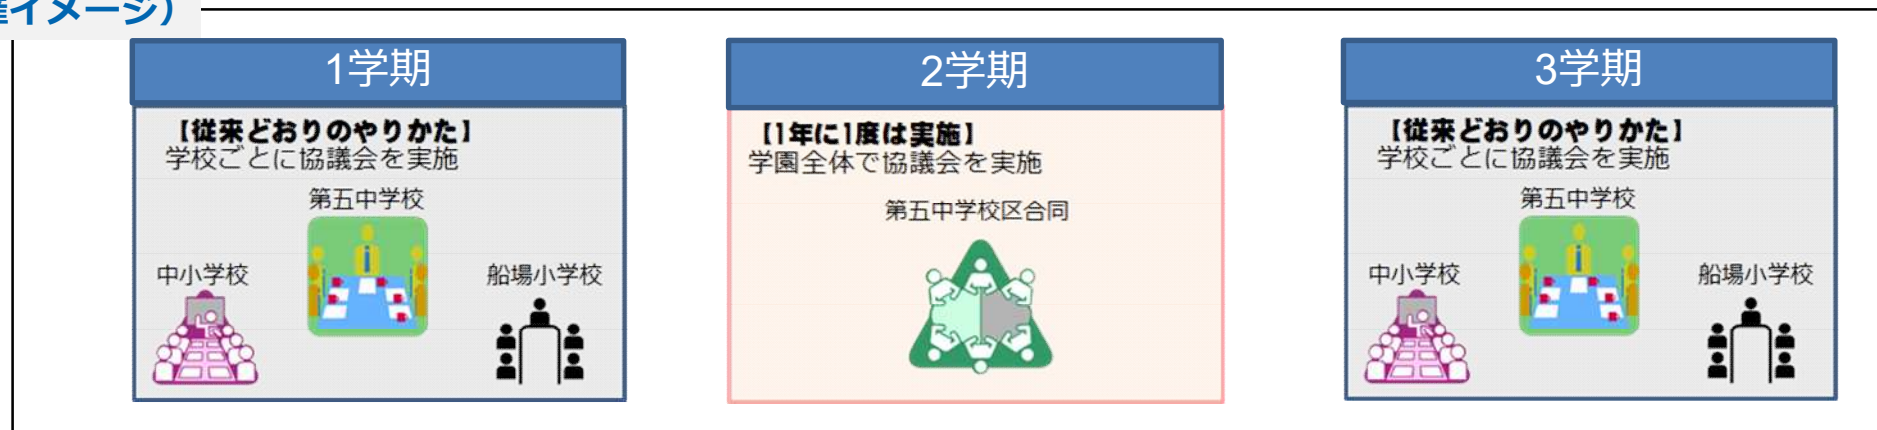 催イメージ）
1学期
【従来どおりのやりかた】
学校ごとに協議会を実施
第五中学校
中小学校
船場小学校
2学期
【1年に1度は実施】
学園全体で協議会を実施
第五中学校区合同
3学期
【従来どおりのやりかた】
学校ごとに協議会を実施
第五中学校
中小学校
船場小学校